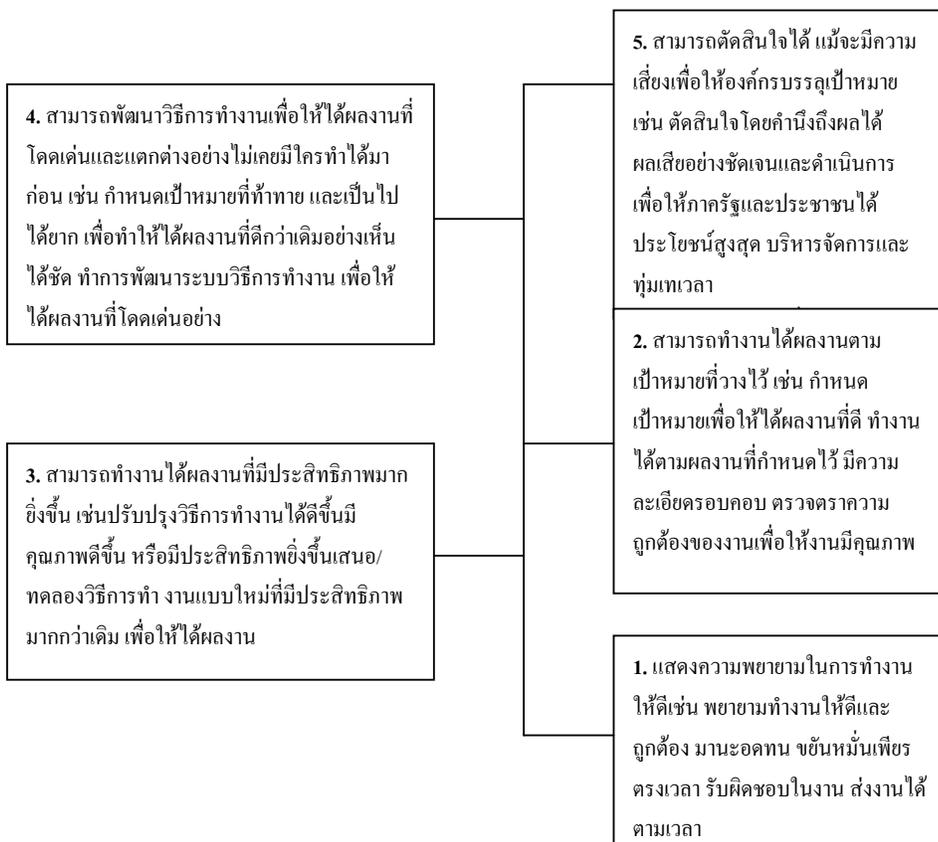 5. สามารถตัดสินใจได้ แม้จะมีความ
เสี่ยงเพื่อให้องค์กรบรรลุเป้าหมาย
เช่น ตัดสินใจโดยคำนึงถึงผลได้
ผลเสียอย่างชัดเจนและดำเนินการ
เพื่อให้ภาครัฐและประชาชนได้
ประโยชน์สูงสุด บริหารจัดการและ
ทุ่มเทเวลา
4. สามารถพัฒนาวิธีการทำงานเพื่อให้ได้ผลงานที่
โดดเด่นและแตกต่างอย่างไม่เคยมีใครทำได้มา
ก่อน เช่น กำหนดเป้าหมายที่ท้าทาย และเป็นไป
ได้ยาก เพื่อทำให้ได้ผลงานที่ดีกว่าเดิมอย่างเห็น
ได้ชัด ทำการพัฒนาระบบวิธีการทำงาน เพื่อให้
ได้ผลงานที่โดดเด่นอย่าง
2. สามารถทำงานได้ผลงานตาม
เป้าหมายที่วางไว้ เช่น กำหนด
เป้าหมายเพื่อให้ได้ผลงานที่ดี ทำงาน
ได้ตามผลงานที่กำหนดไว้ มีความ
ละเอียดรอบคอบ ตรวจตราความ
ถูกต้องของงานเพื่อให้งานมีคุณภาพ
3. สามารถทำงานได้ผลงานที่มีประสิทธิภาพมาก
ยิ่งขึ้น เช่นปรับปรุงวิธีการทำงานได้ดีขึ้นมี
คุณภาพดีขึ้น หรือมีประสิทธิภาพยิ่งขึ้นเสนอ/
ทดลองวิธีการทำ งานแบบใหม่ที่มีประสิทธิภาพ
มากกว่าเดิม เพื่อให้ได้ผลงาน
1. แสดงความพยายามในการทำงาน
ให้ดีเช่น พยายามทำงานให้ดีและ
ถูกต้อง มานะอดทน ขยันหมั่นเพียร
ตรงเวลา รับผิดชอบในงาน ส่งงานได้
ตามเวลา